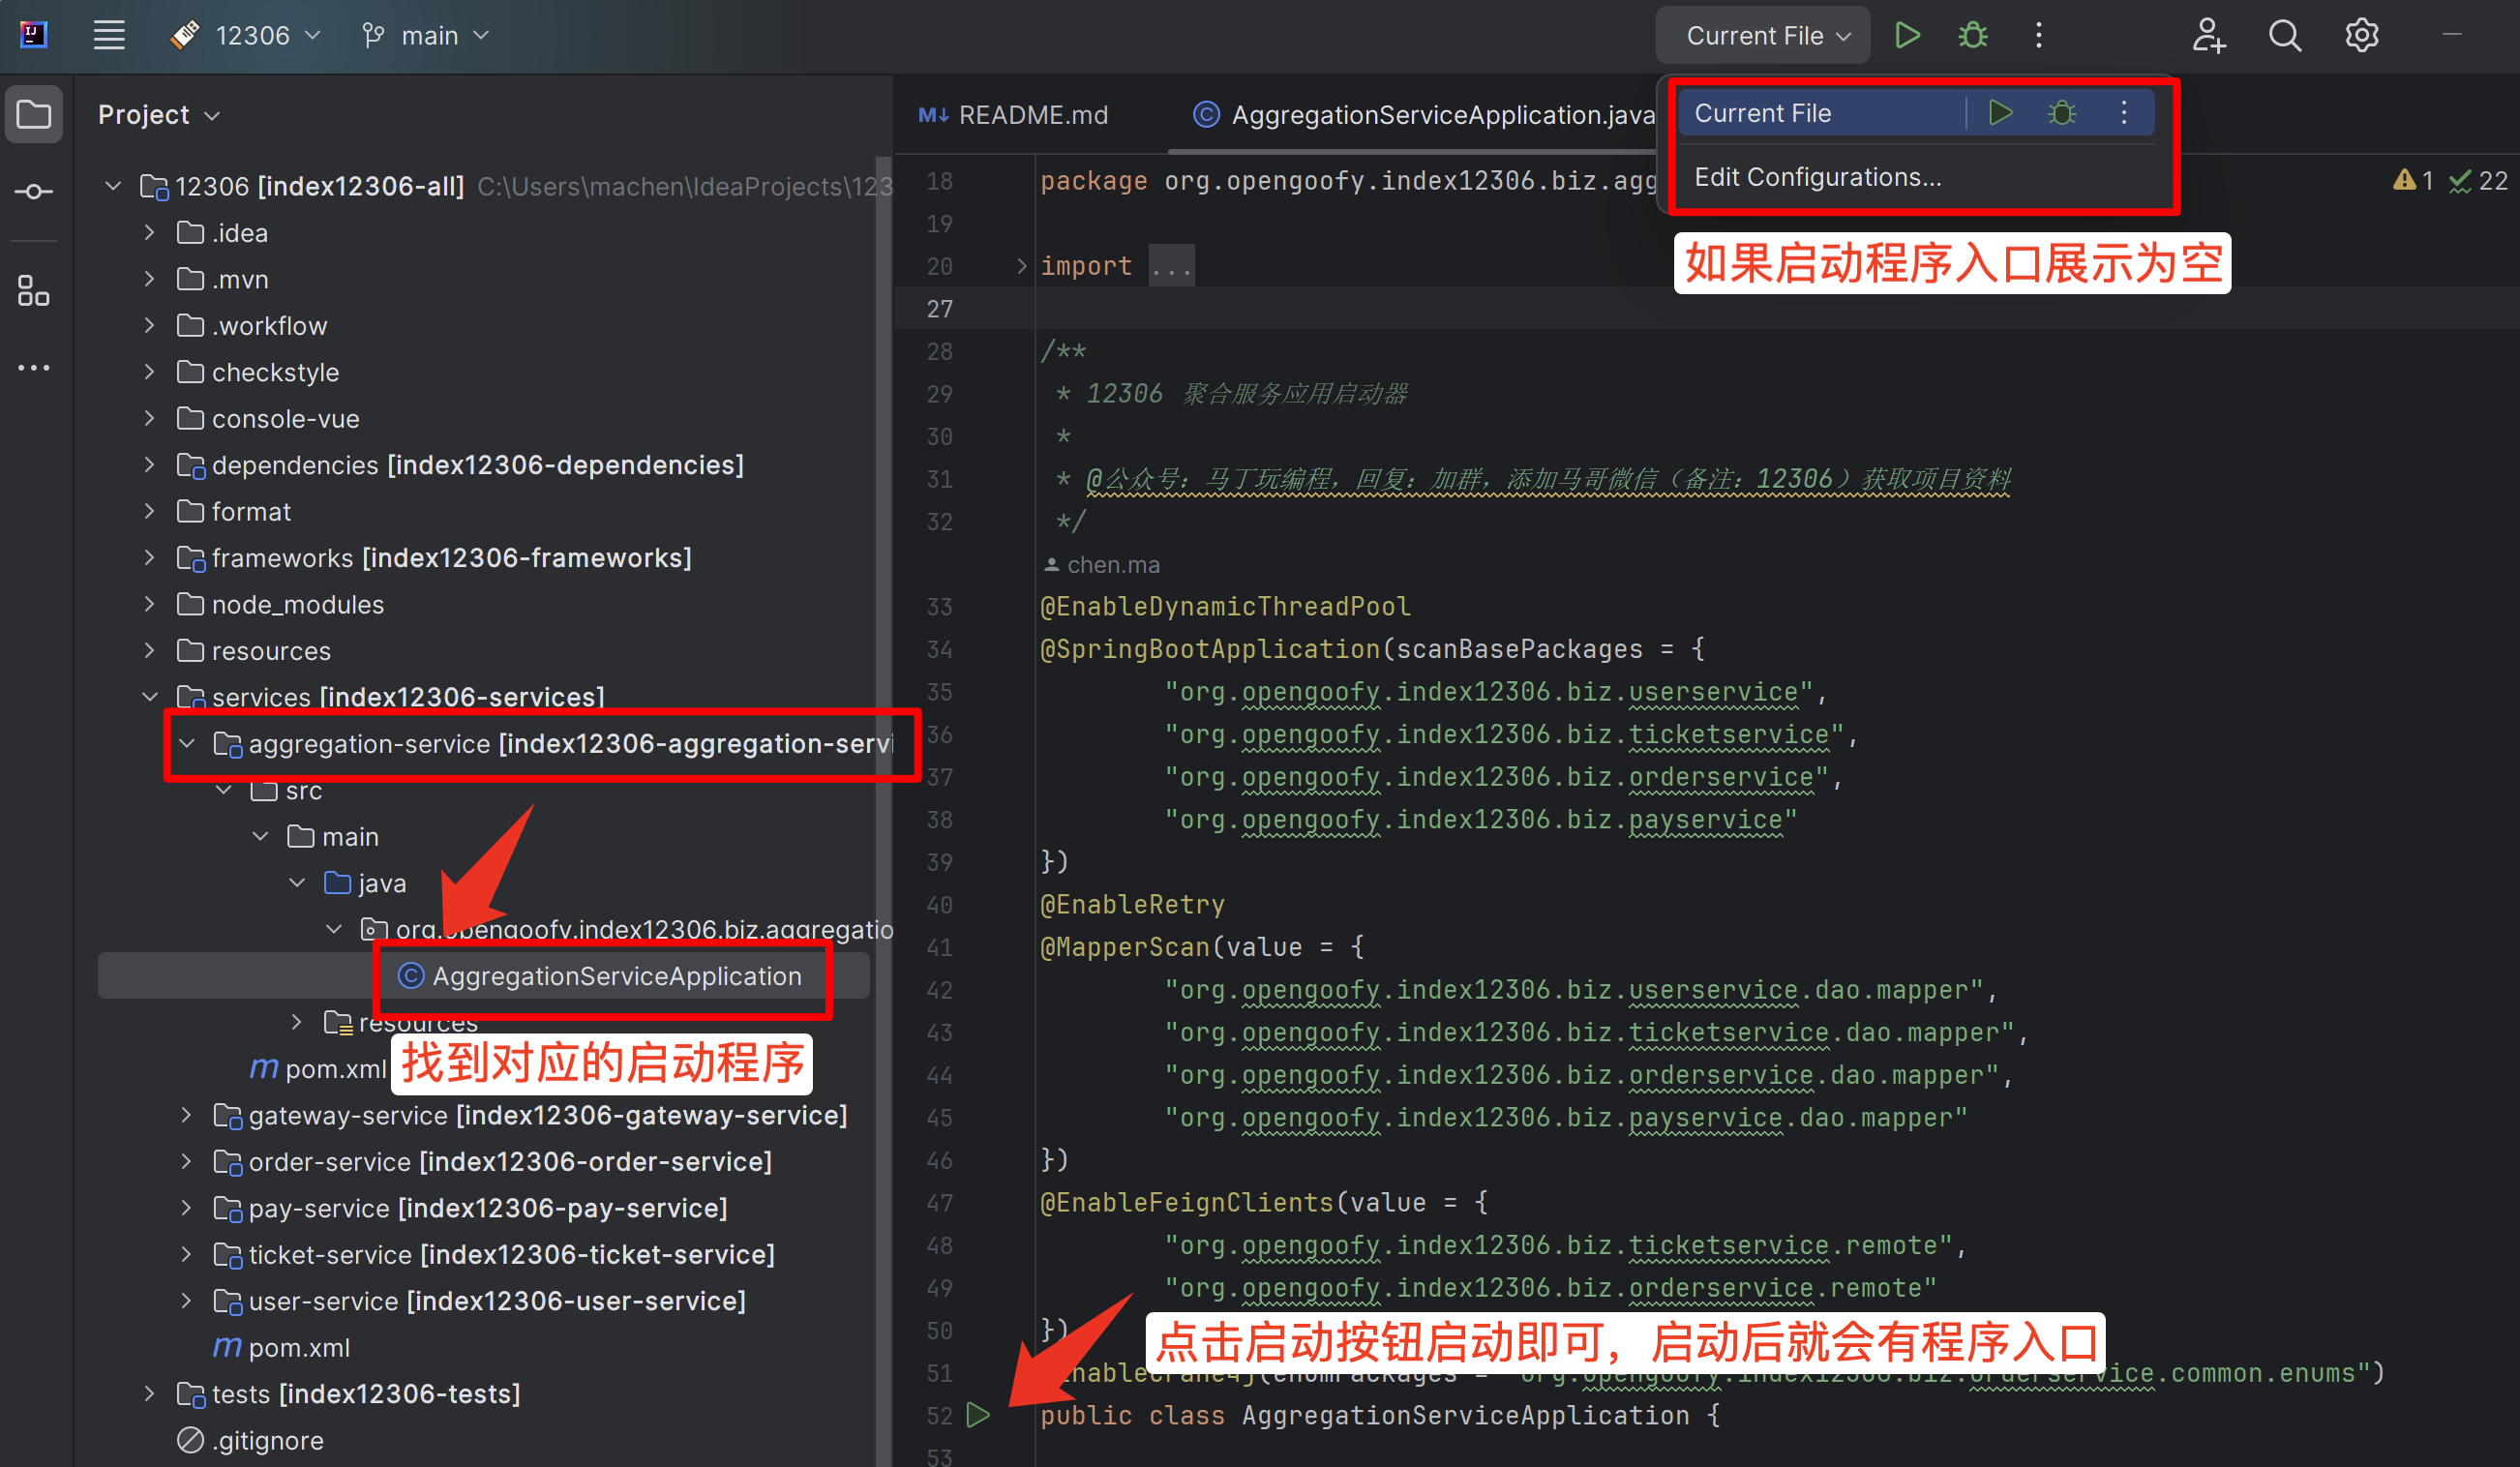 12306
main
Current File
Project
README.md
AggregationServiceApplication.java
Current File
Edit Configurations...
1
22
如果启动程序入口展示为空
12306 [index12306-all] C:\Users\machen\IdeaProjects\123
.idea
.mvn
.workflow
checkstyle
console-vue
dependencies [index12306-dependencies]
format
frameworks [index12306-frameworks]
node_modules
resources
services [index12306-services]
aggregation-service [index12306-aggregation-servi
src
main
java
org.opengoofy.index12306.biz.aggregatio
AggregationServiceApplication
resources
找到对应的启动程序
pom.xml
gateway-service [index12306-gateway-service]
order-service [index12306-order-service]
pay-service [index12306-pay-service]
ticket-service [index12306-ticket-service]
user-service [index12306-user-service]
pom.xml
tests [index12306-tests]
.gitignore
18 package org.opengoofy.index12306.biz.agg
19
20 import ...
27
28 /**
29 * 12306 聚合服务应用启动器
30 *
31 * @公众号：马丁玩编程，回复：加群，添加马哥微信（备注：12306）获取项目资料
32 */
chen.ma
33 @EnableDynamicThreadPool
34 @SpringBootApplication(scanBasePackages = {
35 "org.opengoofy.index12306.biz.userservice",
36 "org.opengoofy.index12306.biz.ticketservice",
37 "org.opengoofy.index12306.biz.orderservice",
38 "org.opengoofy.index12306.biz.payservice"
39 })
40 @EnableRetry
41 @MapperScan(value = {
42 "org.opengoofy.index12306.biz.userservice.dao.mapper",
43 "org.opengoofy.index12306.biz.ticketservice.dao.mapper",
44 "org.opengoofy.index12306.biz.orderservice.dao.mapper",
45 "org.opengoofy.index12306.biz.payservice.dao.mapper"
46 })
47 @EnableFeignClients(value = {
48 "org.opengoofy.index12306.biz.ticketservice.remote",
49 "org.opengoofy.index12306.biz.orderservice.remote"
50 })
点击启动按钮启动即可，启动后就会有程序入口
51 EnableCrane4j(enumPackages = "org.opengoofy.index12306.biz.orderservice.common.enums")
52 public class AggregationServiceApplication {
53